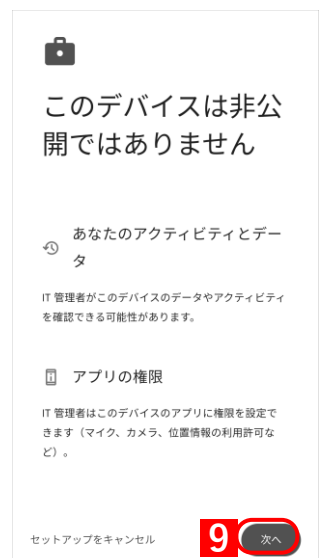 このデバイスは非公
開ではありません
あなたのアクティビティとデー
タ
IT 管理者がこのデバイスのデータやアクティビティ
を確認できる可能性があります。
アプリの権限
IT 管理者はこのデバイスのアプリに権限を設定で
きます（マイク、カメラ、位置情報の利用許可な
ど）。
セットアップをキャンセル 9 次へ